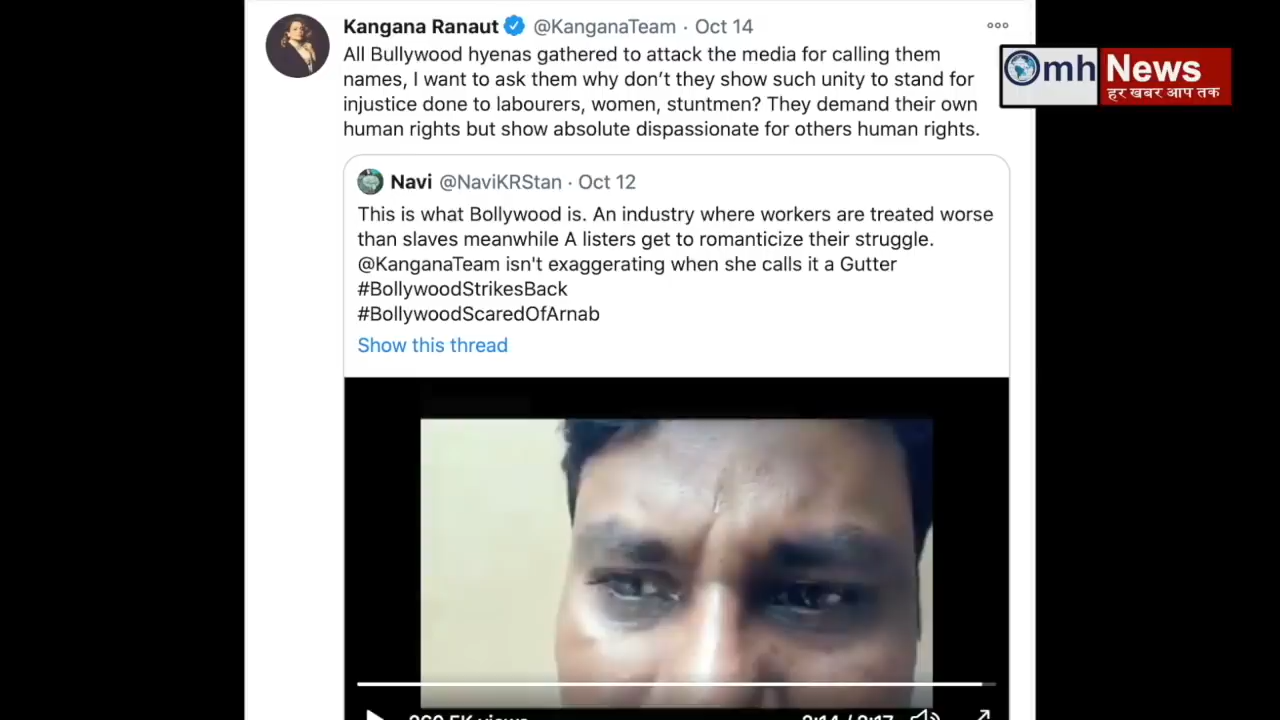 Kangana Ranaut @KanganaTeam · Oct 14
All Bullywood hyenas gathered to attack the media for calling them
names, I want to ask them why don't they show such unity to stand for
injustice done to labourers, women, stuntmen? They demand their own
human rights but show absolute dispassionate for others human rights.
mh News
हर खबर आप तक
Navi @NaviKRStan · Oct 12
This is what Bollywood is. An industry where workers are treated worse
than slaves meanwhile A listers get to romanticize their struggle.
@KanganaTeam isn't exaggerating when she calls it a Gutter
#BollywoodStrikesBack
#BollywoodScaredOfArnab
Show this thread